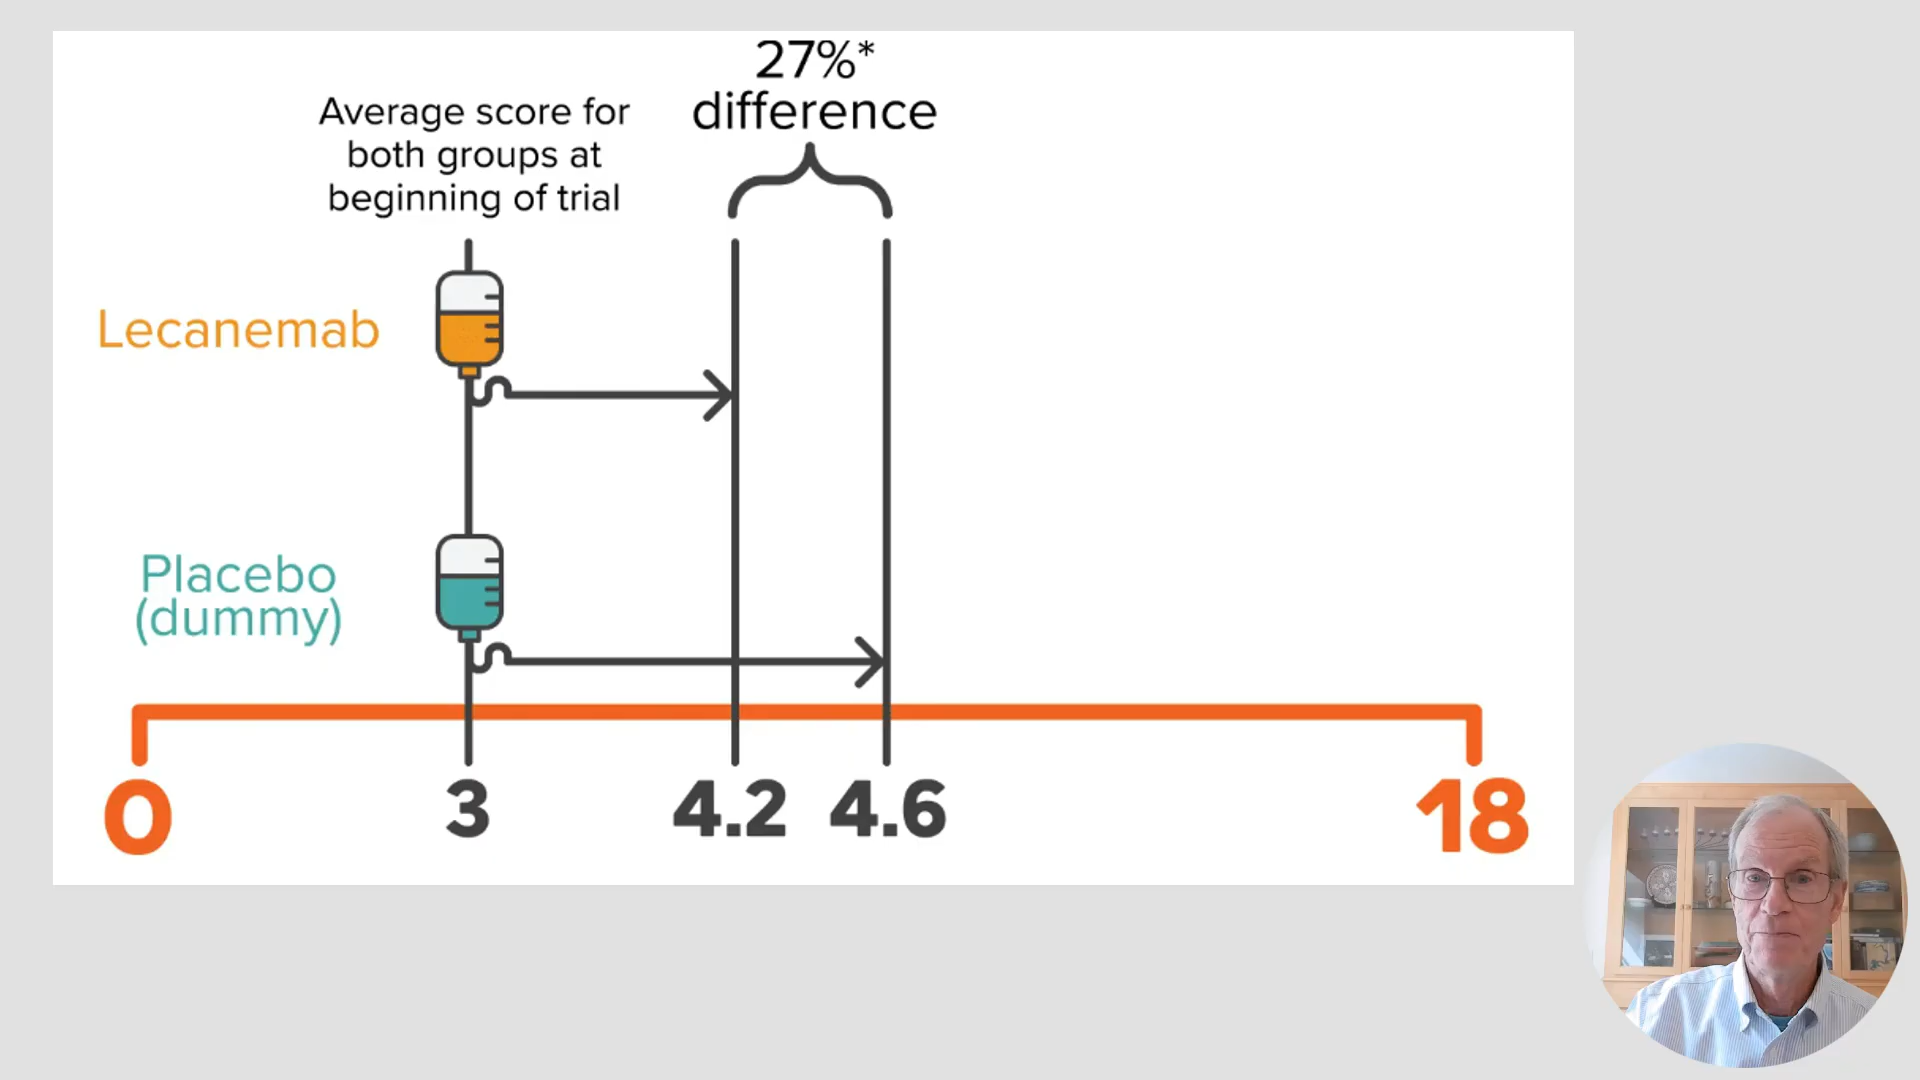 27%*
difference
Average score for
both groups at
beginning of trial
Lecanemab
Placebo
(dummy)
0
3
4.2
4.6
18